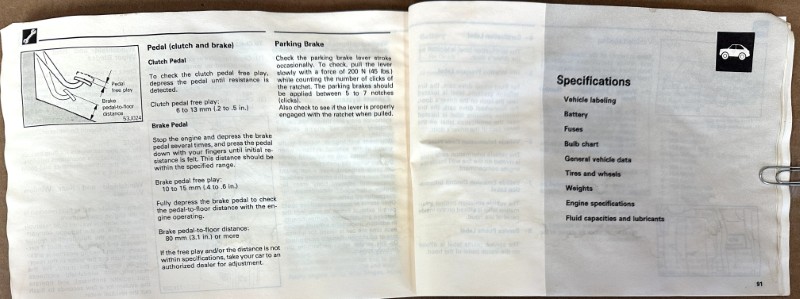 Pedal
free play
Brake
pedal-to-floor
distance
Pedal (clutch and brake)
Clutch Pedal
To check the clutch pedal free play,
depress the pedal until resistance is
detected.
Clutch pedal free play:
6 to 13 mm (.2 to .5 in.)
Brake Pedal
Stop the engine and depress the brake
pedal several times, and press the pedal
down with your fingers until initial re-
sistance is felt. This distance should be
within the specified range.
Brake pedal free play:
10 to 15 mm (.4 to .6 in.)
Fully depress the brake pedal to check
the pedal-to-floor distance with the en-
gine operating.
Brake pedal-to-floor distance:
80 mm (3.1 in.) or more
If the free play and/or the distance is not
within specifications, take your car to an
authorized dealer for adjustment.
Parking Brake
Check the parking brake lever stroke
occasionally. To check, pull the lever
slowly with a force of 200 N (45 lbs)
while counting the number of clicks of
the ratchet. The parking brakes should
be applied between 5 to 7 notches
(clicks).
Also check to see if the lever is properly
engaged with the ratchet when pulled.
Specifications
Vehicle labeling
Battery
Fuses
Bulb chart
General vehicle data
Tires and wheels
Weights
Engine specifications
Fluid capacities and lubricants